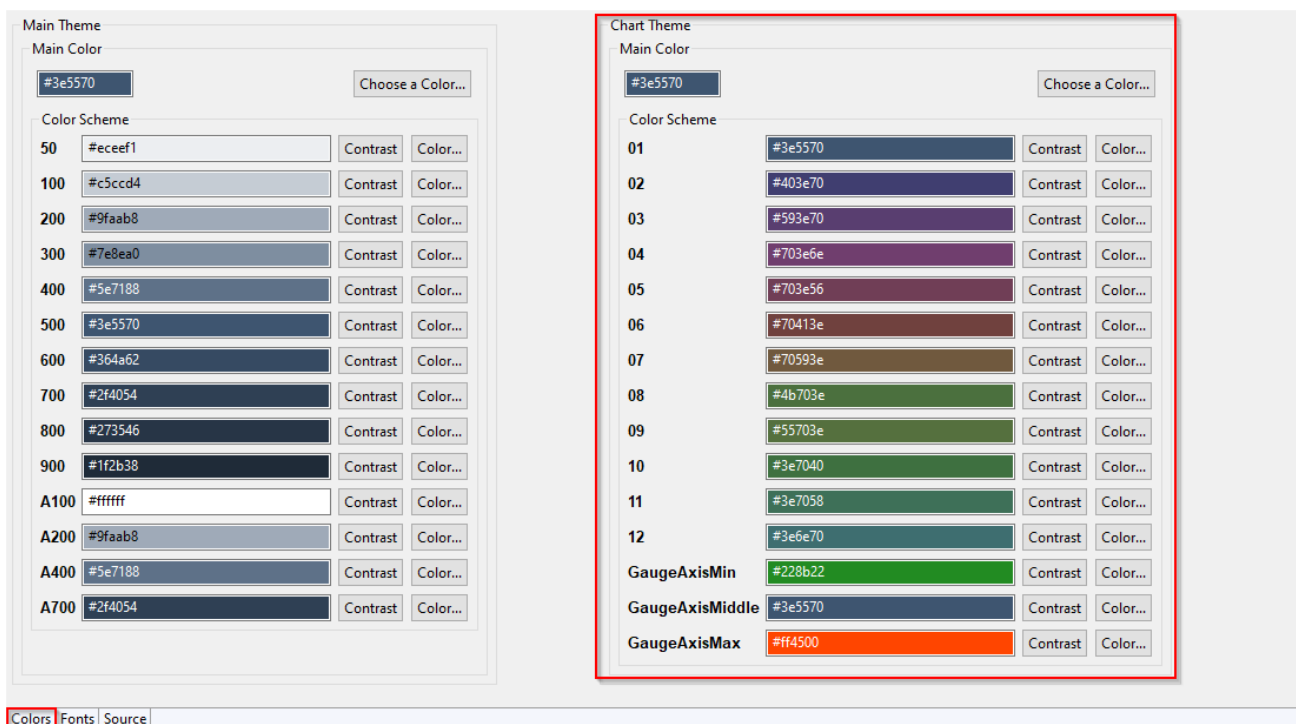 Main Theme
Main Color
#3e5570 Choose a Color...
Color Scheme
50 #eceef1 Contrast Color...
100 #c5ccd4 Contrast Color...
200 #9faab8 Contrast Color...
300 #7e8ea0 Contrast Color...
400 #5e7188 Contrast Color...
500 #3e5570 Contrast Color...
600 #364a62 Contrast Color...
700 #2f4054 Contrast Color...
800 #273546 Contrast Color...
900 #1f2b38 Contrast Color...
A100 #ffffff Contrast Color...
A200 #9faab8 Contrast Color...
A400 #5e7188 Contrast Color...
A700 #2f4054 Contrast Color...
Chart Theme
Main Color
#3e5570 Choose a Color...
Color Scheme
01 #3e5570 Contrast Color...
02 #403e70 Contrast Color...
03 #593e70 Contrast Color...
04 #703e6e Contrast Color...
05 #703e56 Contrast Color...
06 #70413e Contrast Color...
07 #70593e Contrast Color...
08 #4b703e Contrast Color...
09 #55703e Contrast Color...
10 #3e7040 Contrast Color...
11 #3e7058 Contrast Color...
12 #3e6e70 Contrast Color...
GaugeAxisMin #228b22 Contrast Color...
GaugeAxisMiddle #3e5570 Contrast Color...
GaugeAxisMax #ff4500 Contrast Color...
Colors Fonts Source